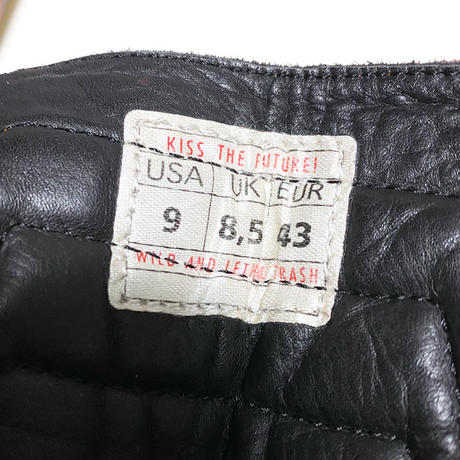 KISS THE FUTURE!
USA UK EUR
9 8,5 43
WILD AND LETHAL TRASH